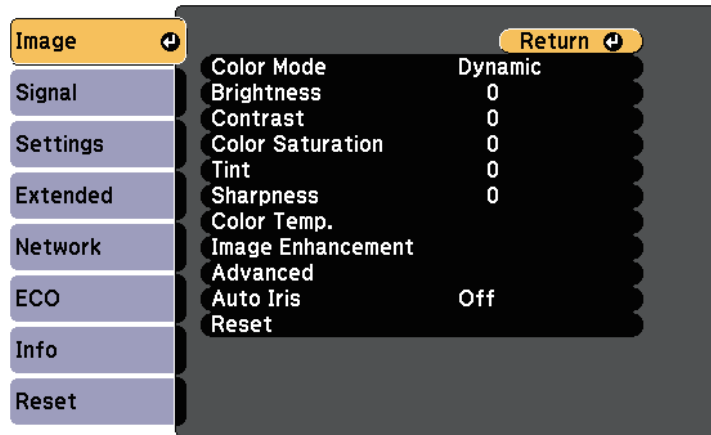 Image
Signal
Settings
Extended
Network
ECO
Info
Reset
Return
Color Mode Dynamic
Brightness 0
Contrast 0
Color Saturation 0
Tint 0
Sharpness 0
Color Temp.
Image Enhancement
Advanced
Auto Iris Off
Reset